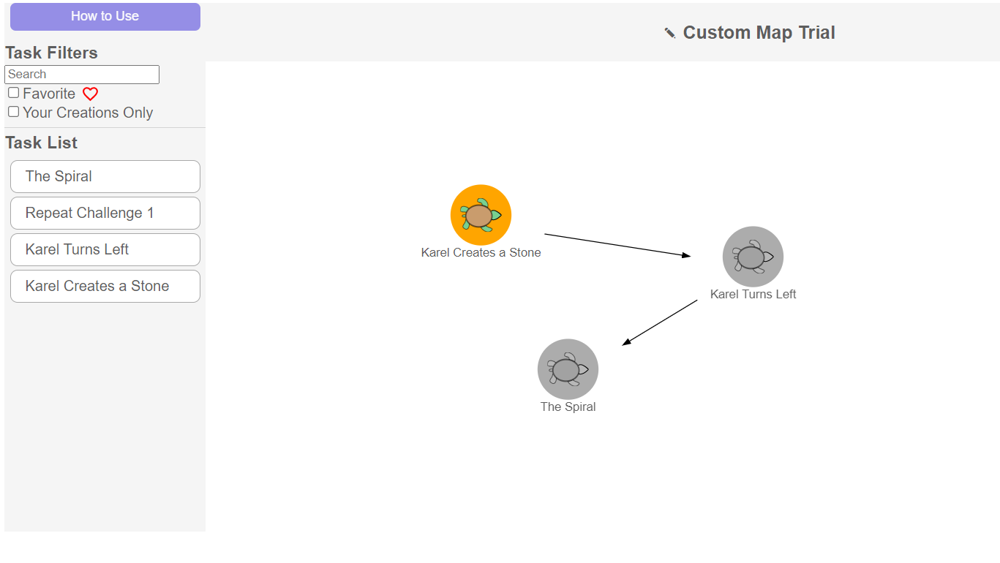 How to Use
Custom Map Trial
Task Filters
Search
Favorite
Your Creations Only
Task List
The Spiral
Repeat Challenge 1
Karel Turns Left
Karel Creates a Stone
Karel Creates a Stone
Karel Turns Left
The Spiral